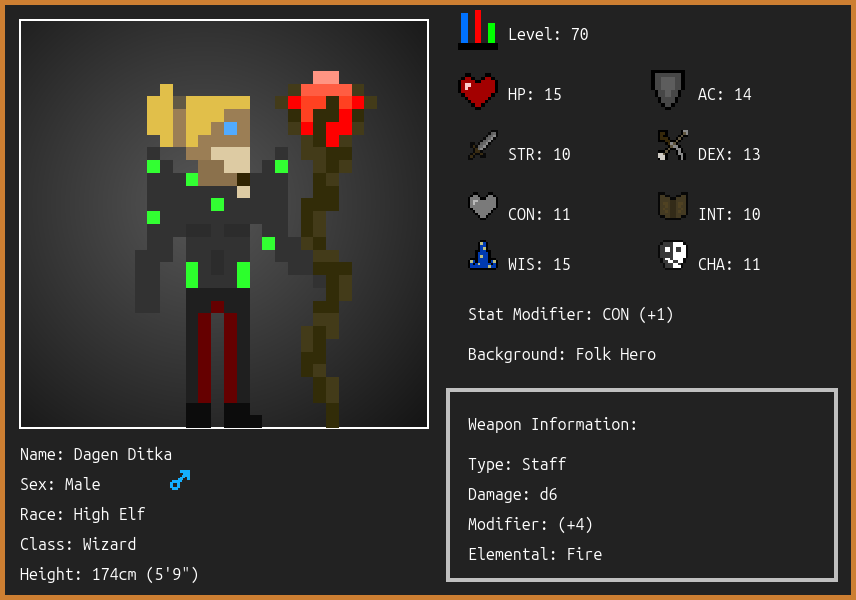 Level: 70
HP: 15
AC: 14
STR: 10
DEX: 13
CON: 11
INT: 10
WIS: 15
CHA: 11
Stat Modifier: CON (+1)
Background: Folk Hero
Weapon Information:
Type: Staff
Damage: d6
Modifier: (+4)
Elemental: Fire
Name: Dagen Ditka
Sex: Male
Race: High Elf
Class: Wizard
Height: 174cm (5'9")